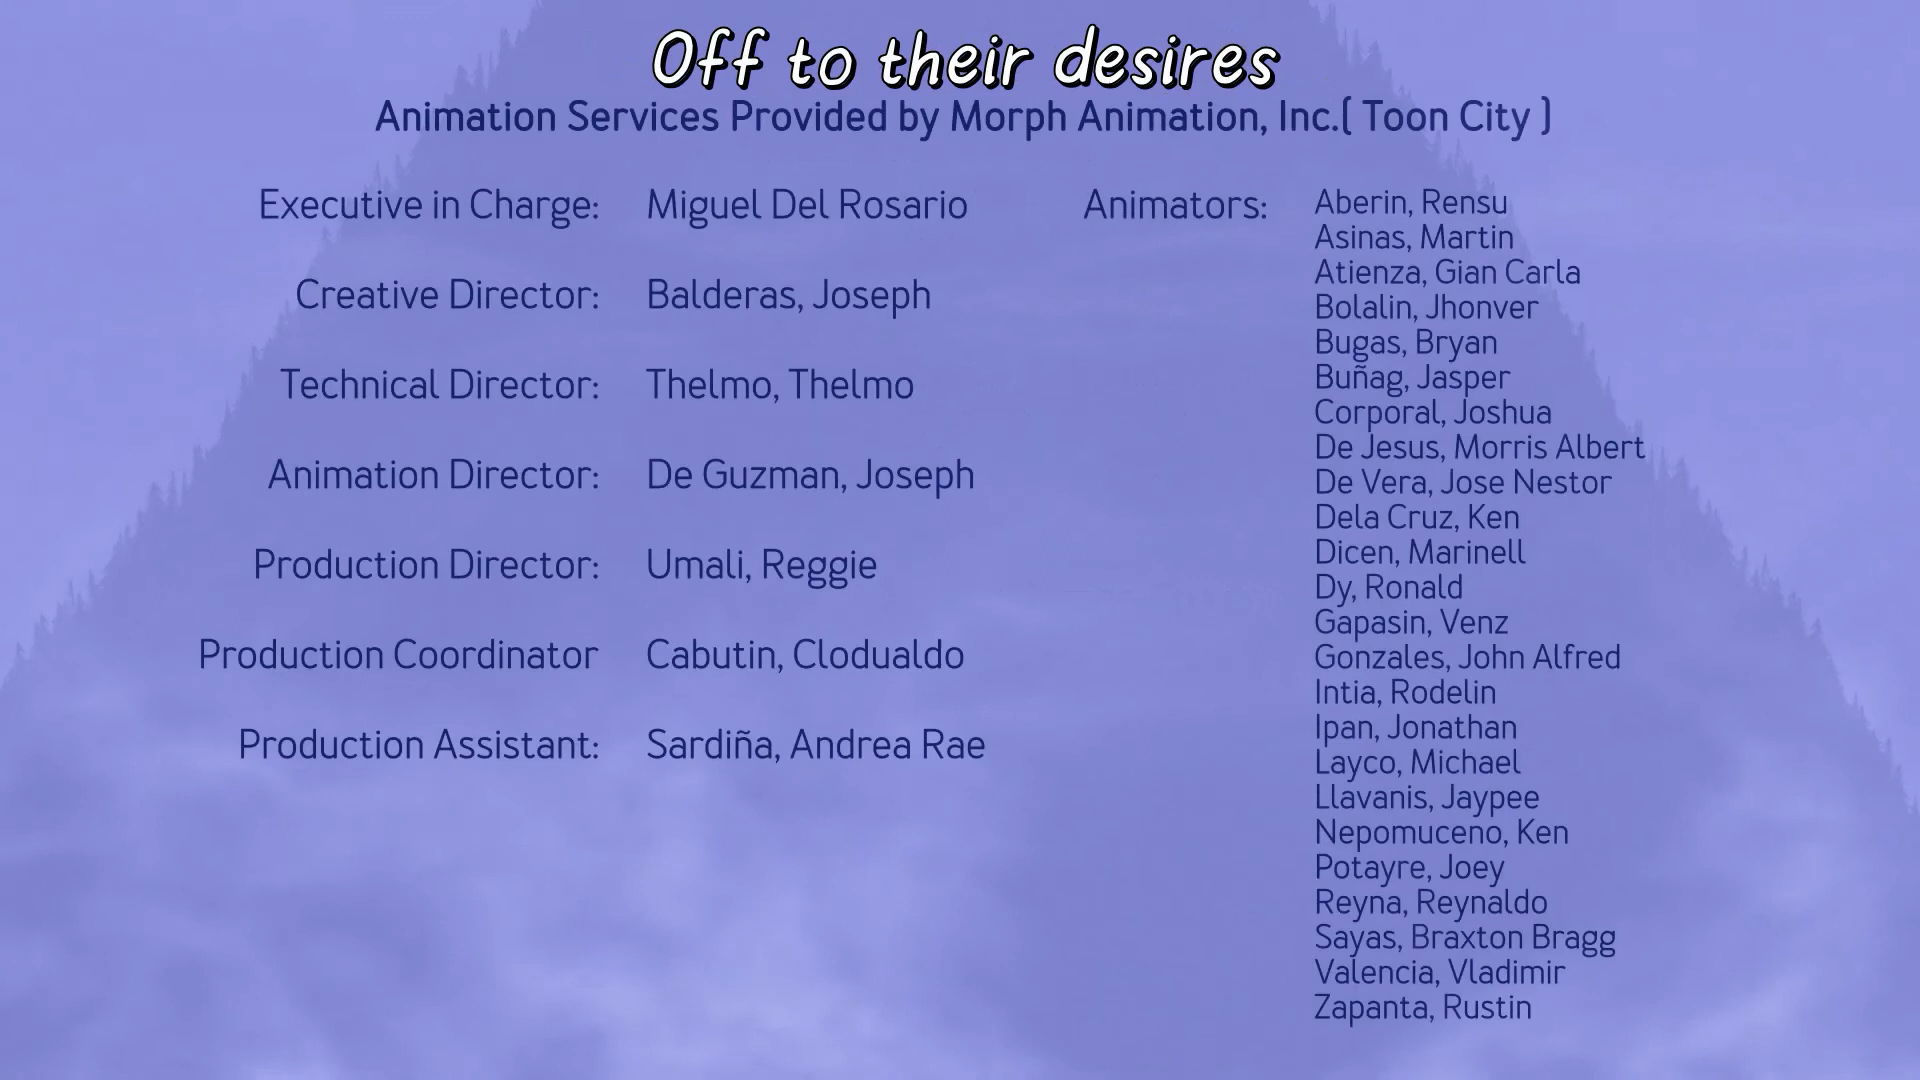 Off to their desires
Animation Services Provided by Morph Animation, Inc.( Toon City )
Executive in Charge: Miguel Del Rosario
Creative Director: Balderas, Joseph
Technical Director: Thelmo, Thelmo
Animation Director: De Guzman, Joseph
Production Director: Umali, Reggie
Production Coordinator Cabutin, Clodualdo
Production Assistant: Sardiña, Andrea Rae
Animators: Aberin, Rensu
Asinas, Martin
Atienza, Gian Carla
Bolalin, Jhonver
Bugas, Bryan
Buñag, Jasper
Corporal, Joshua
De Jesus, Morris Albert
De Vera, Jose Nestor
Dela Cruz, Ken
Dicen, Marinell
Dy, Ronald
Gapasin, Venz
Gonzales, John Alfred
Intia, Rodelin
Ipan, Jonathan
Layco, Michael
Llavanis, Jaypee
Nepomuceno, Ken
Potayre, Joey
Reyna, Reynaldo
Sayas, Braxton Bragg
Valencia, Vladimir
Zapanta, Rustin